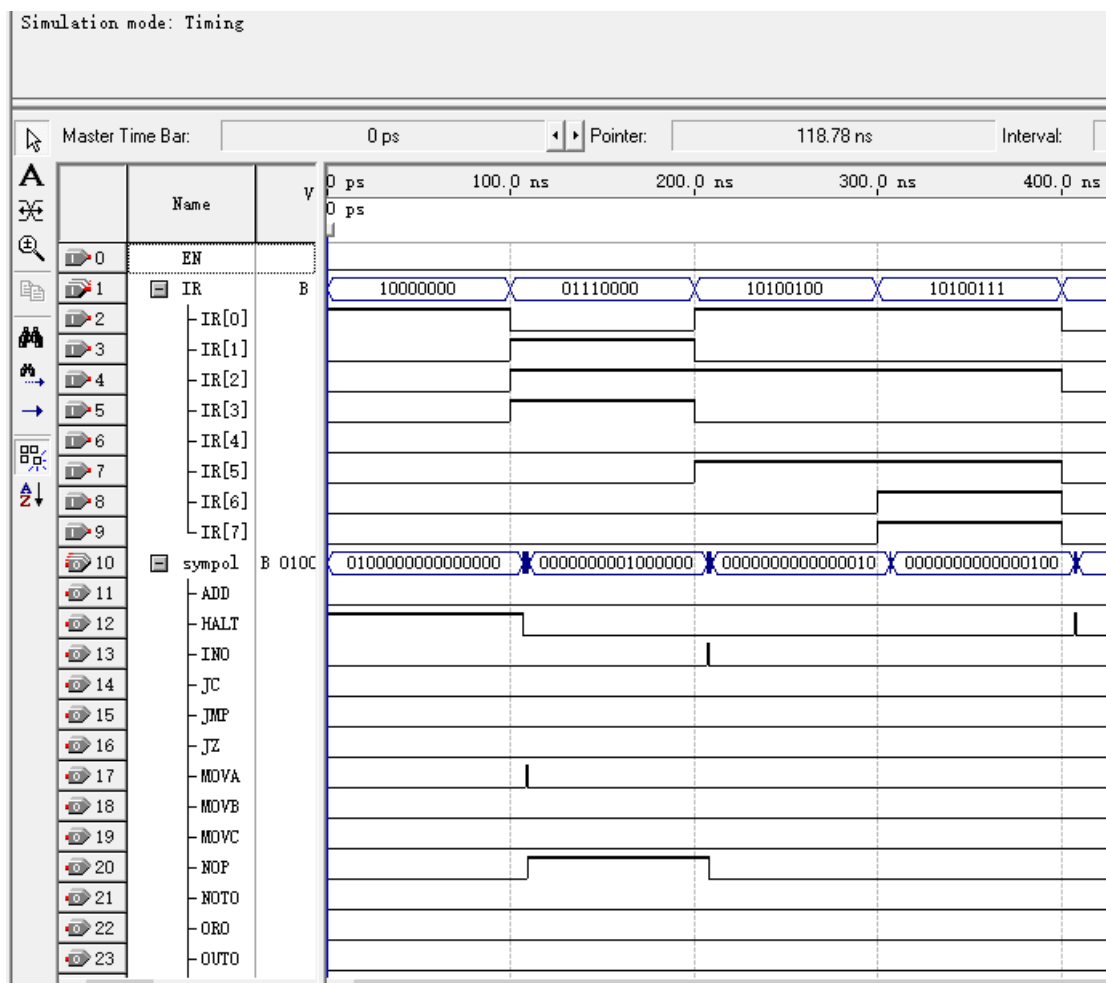 Simulation mode: Timing
Master Time Bar: 0 ps Pointer: 118.78 ns Interval:
Name V 0 ps 100.0 ns 200.0 ns 300.0 ns 400.0 ns
0 ps
0 EN
1 IR B 10000000 01110000 10100100 10100111
2 IR[0]
3 IR[1]
4 IR[2]
5 IR[3]
6 IR[4]
7 IR[5]
8 IR[6]
9 IR[7]
10 sympol B 0100 0100000000000000 0000000001000000 0000000000000010 0000000000000100
11 ADD
12 HALT
13 INO
14 JC
15 JMP
16 JZ
17 MOVA
18 MOVB
19 MOVC
20 NOP
21 NOTO
22 ORO
23 OUTO